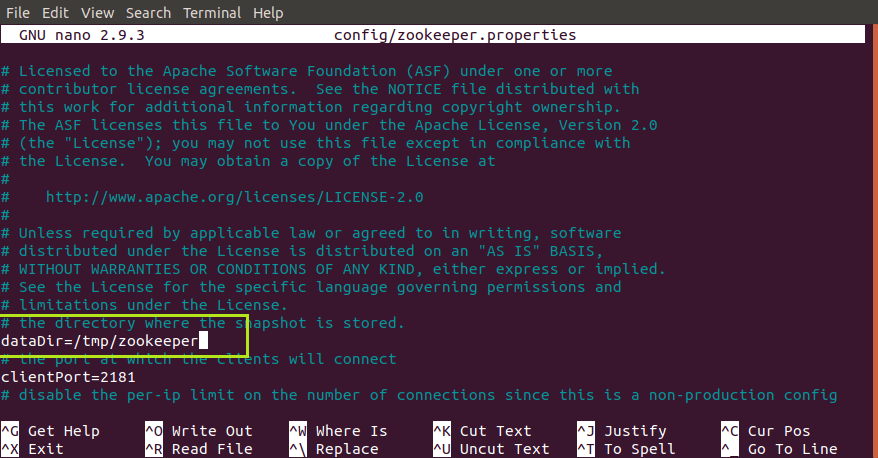 File Edit View Search Terminal Help
GNU nano 2.9.3 config/zookeeper.properties
# Licensed to the Apache Software Foundation (ASF) under one or more
# contributor license agreements.  See the NOTICE file distributed with
# this work for additional information regarding copyright ownership.
# The ASF licenses this file to You under the Apache License, Version 2.0
# (the "License"); you may not use this file except in compliance with
# the License.  You may obtain a copy of the License at
#
#    http://www.apache.org/licenses/LICENSE-2.0
#
# Unless required by applicable law or agreed to in writing, software
# distributed under the License is distributed on an "AS IS" BASIS,
# WITHOUT WARRANTIES OR CONDITIONS OF ANY KIND, either express or implied.
# See the License for the specific language governing permissions and
# limitations under the License.
# the directory where the snapshot is stored.
dataDir=/tmp/zookeeper
# the port at which the clients will connect
clientPort=2181
# disable the per-ip limit on the number of connections since this is a non-production config
^G Get Help ^O Write Out ^W Where Is ^K Cut Text ^J Justify ^C Cur Pos
^X Exit ^R Read File ^\ Replace ^U Uncut Text ^T To Spell ^_ Go To Line